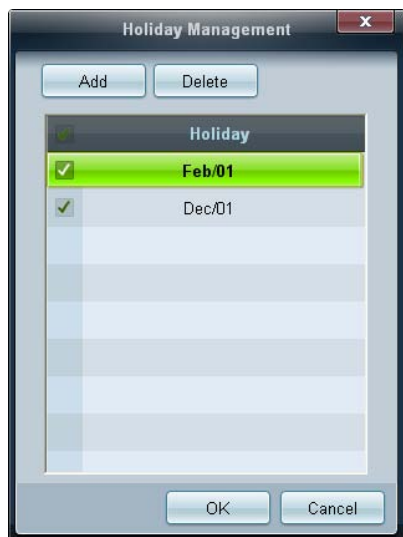 Holiday Management
x
Add Delete
Holiday
Feb/01
Dec/01
OK Cancel